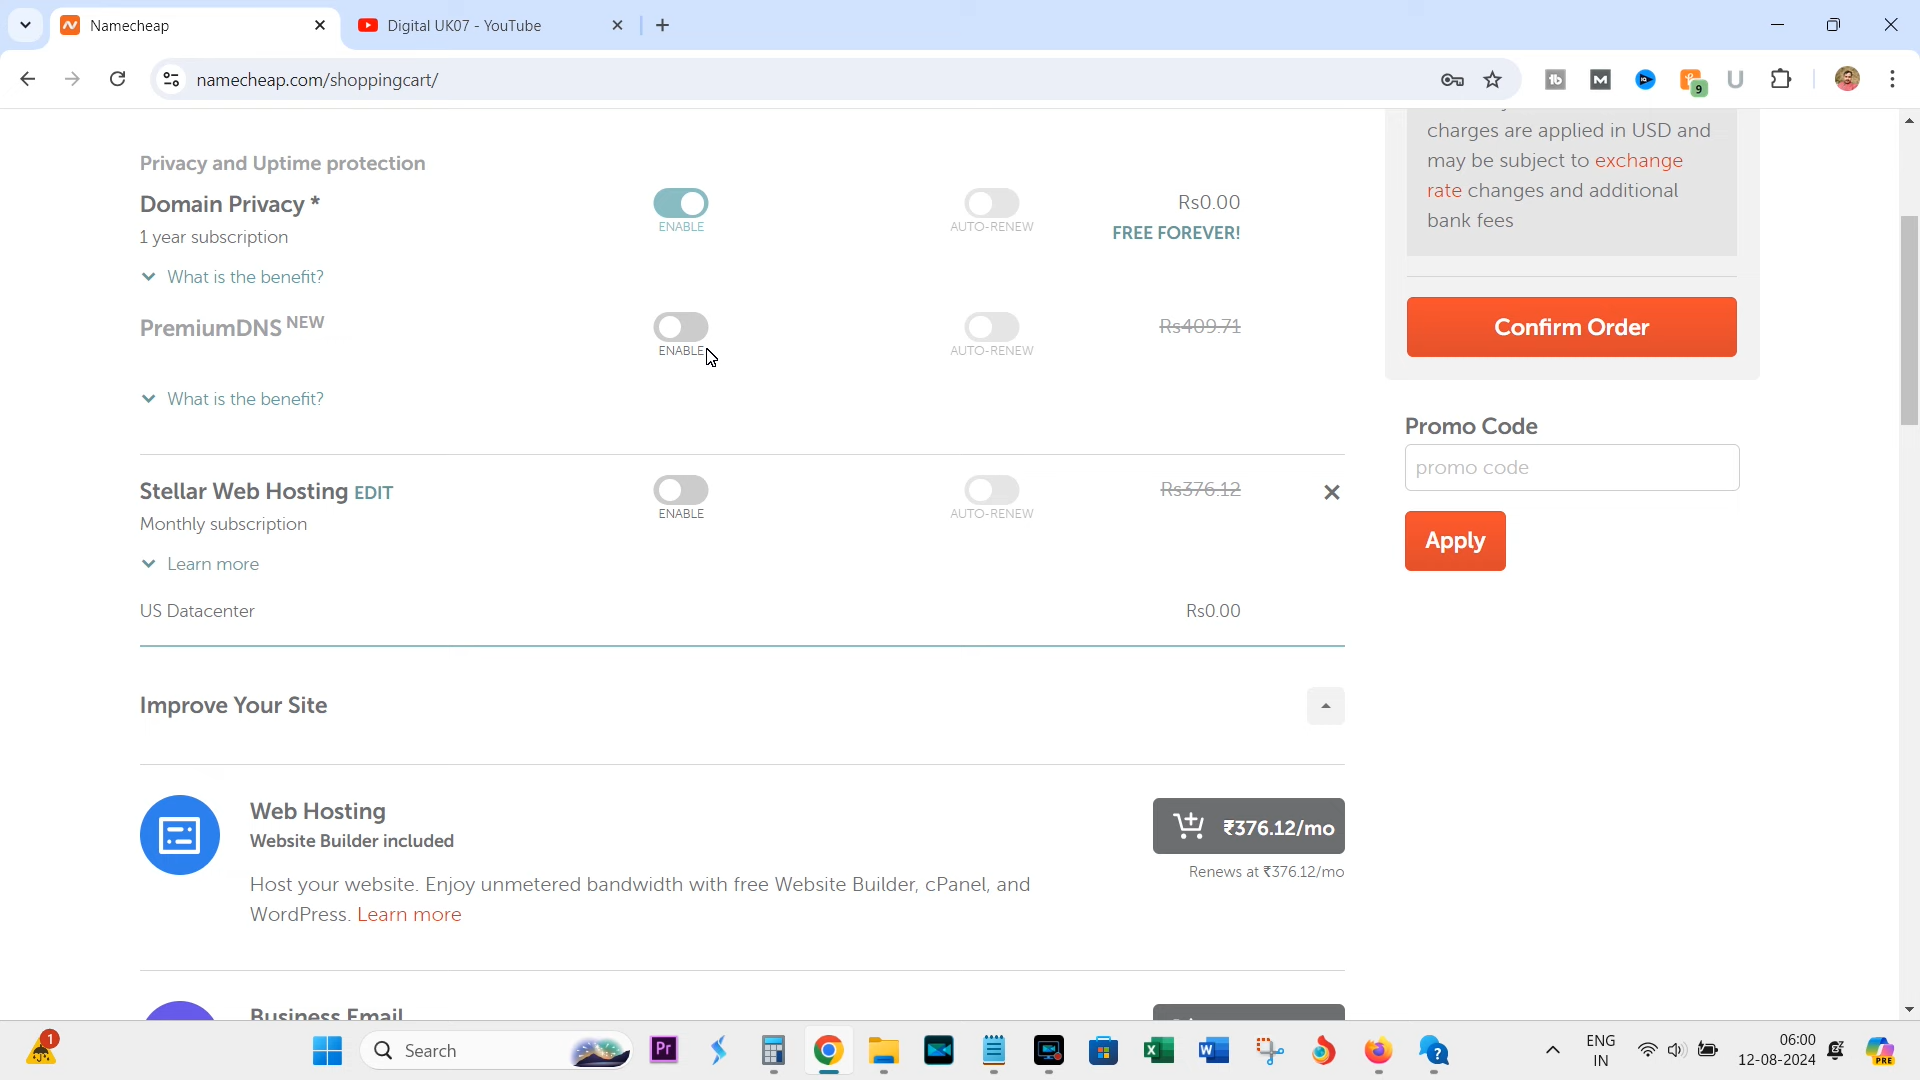 Namecheap
Digital UK07 - YouTube
namecheap.com/shoppingcart/
9
charges are applied in USD and
may be subject to exchange
rate changes and additional
bank fees
Confirm Order
Promo Code
promo code
Apply
Privacy and Uptime protection
Domain Privacy *
ENABLE
AUTO-RENEW
Rs0.00
1 year subscription
FREE FOREVER!
What is the benefit?
PremiumDNS NEW
ENABLE
AUTO-RENEW
Rs409.71
What is the benefit?
Stellar Web Hosting EDIT
ENABLE
AUTO-RENEW
Rs376.12
Monthly subscription
Learn more
US Datacenter
Rs0.00
Improve Your Site
Web Hosting
Website Builder included
₹376.12/mo
Renews at ₹376.12/mo
Host your website. Enjoy unmetered bandwidth with free Website Builder, cPanel, and
WordPress. Learn more
Business Email
1
Search
Pr
ENG
IN
06:00
12-08-2024
PRE